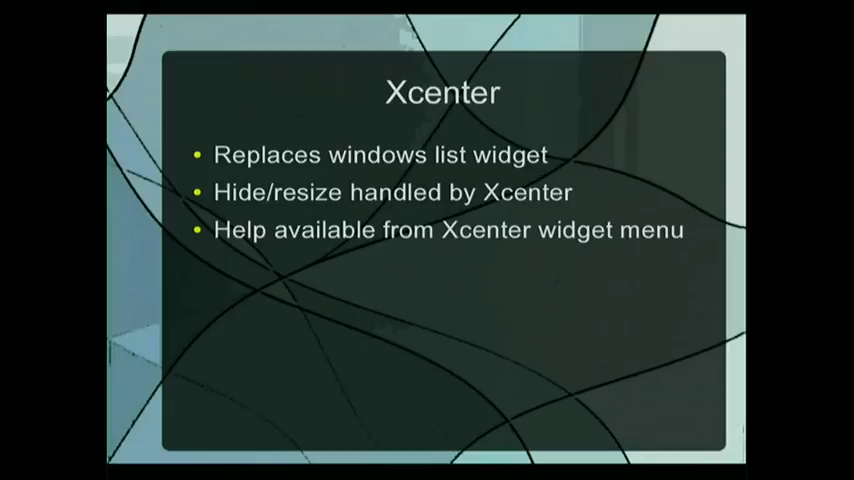 Xcenter
• Replaces windows list widget
• Hide/resize handled by Xcenter
• Help available from Xcenter widget menu